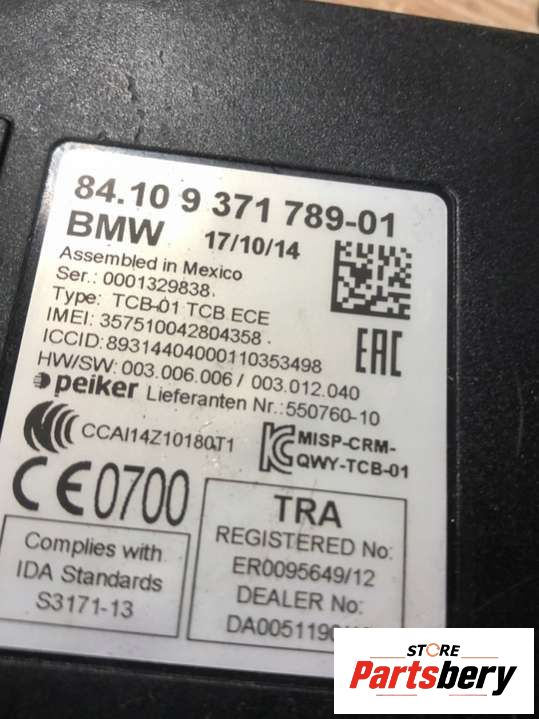 84.10 9 371 789-01
BMW 17/10/14
Assembled in Mexico
Ser.: 0001329838.
Type: TCB-01 TCB ECE
IMEI: 357510042804358
ICCID: 89314404000110353498
HW/SW: 003.006.006/ 003.012.040
peiker Lieferanten Nr.:550760-10
EAC
CCAI14Z10180T1
MISP-CRM-
QWY-TCB-01
CE0700
Complies with
IDA Standards
S3171-13
TRA
REGISTERED No:
ER0095649/12
DEALER No:
STORE
Partsbery